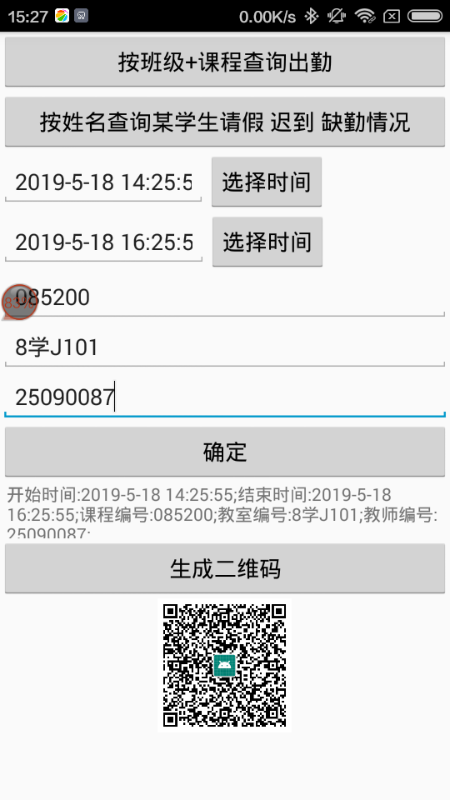 15:27
0.00K/s
按班级+课程查询出勤
按姓名查询某学生请假 迟到 缺勤情况
2019-5-18 14:25:5
选择时间
2019-5-18 16:25:5
选择时间
085200
8学J101
25090087
确定
开始时间:2019-5-18 14:25:55;结束时间:2019-5-18
16:25:55;课程编号:085200;教室编号:8学J101;教师编号:
25090087;
生成二维码